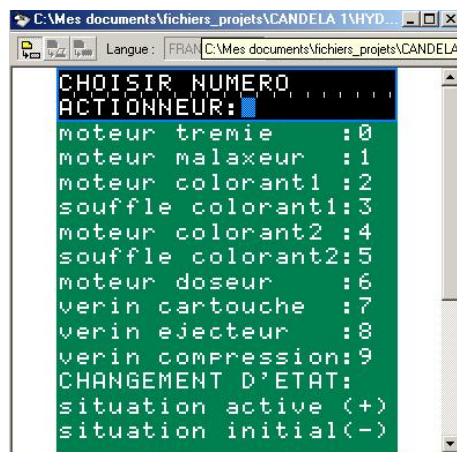 C:\Mes documents\fichiers_projets\CANDELA 1\HYD...
Langue : FRAN C:\Mes documents\fichiers_projets\CANDELA
CHOISIR NUMERO
ACTIONNEUR:
moteur tremie :0
moteur malaxeur :1
moteur colorant1 :2
souffle colorant1:3
moteur colorant2 :4
souffle colorant2:5
moteur doseur :6
verin cartouche :7
verin ejecteur :8
verin compression:9
CHANGEMENT D'ETAT:
situation active (+)
situation initial(-)